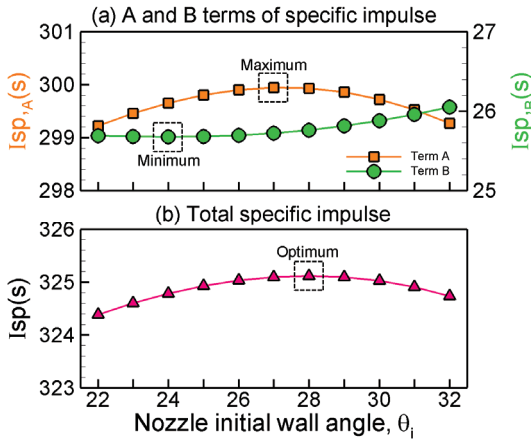 (a) A and B terms of specific impulse
301
300
299
298
Isp,A(s)
27
26
25
Isp,B(s)
Maximum
Minimum
Term A
Term B
(b) Total specific impulse
326
325
324
323
Isp(s)
Optimum
22 24 26 28 30 32
Nozzle initial wall angle, θi